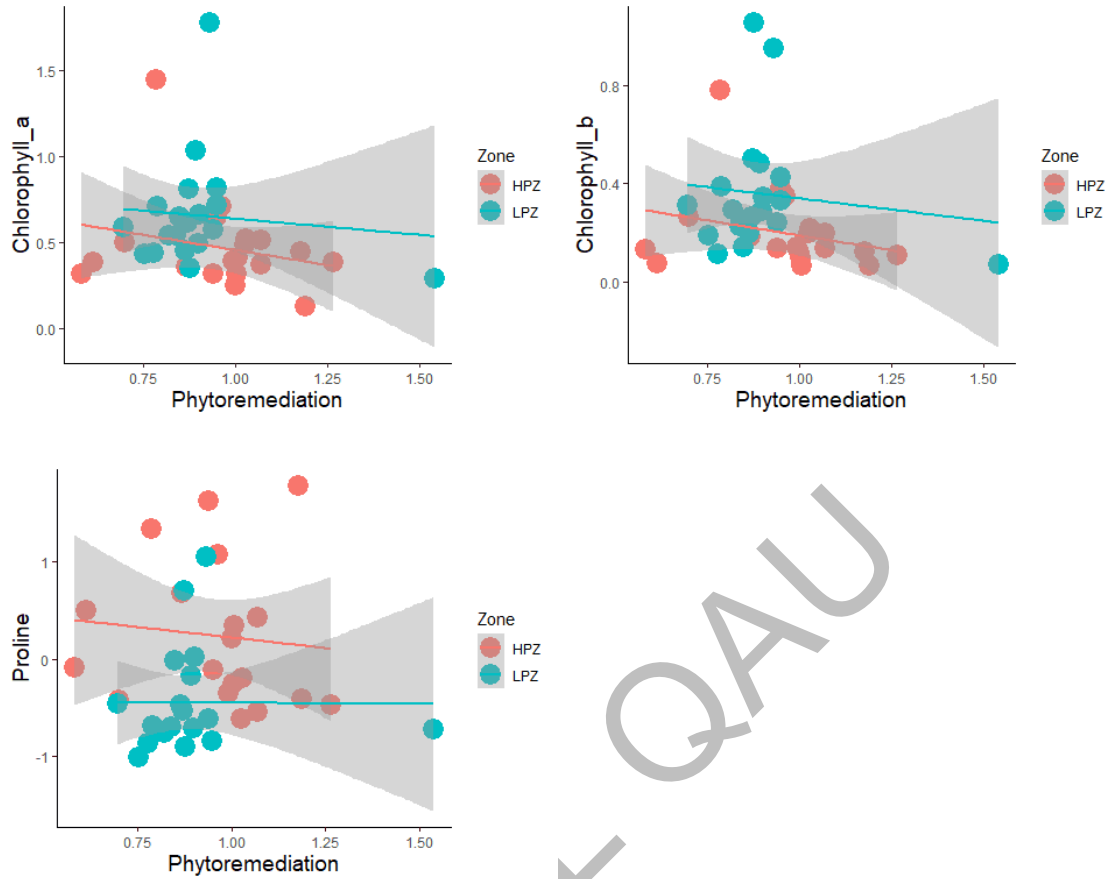 Chlorophyll_a
1.5
1.0
0.5
0.0
0.75 1.00 1.25 1.50
Phytoremediation
Zone
HPZ
LPZ
Chlorophyll_b
0.8
0.4
0.0
0.75 1.00 1.25 1.50
Phytoremediation
Zone
HPZ
LPZ
Proline
1
0
-1
0.75 1.00 1.25 1.50
Phytoremediation
Zone
HPZ
LPZ
QAU